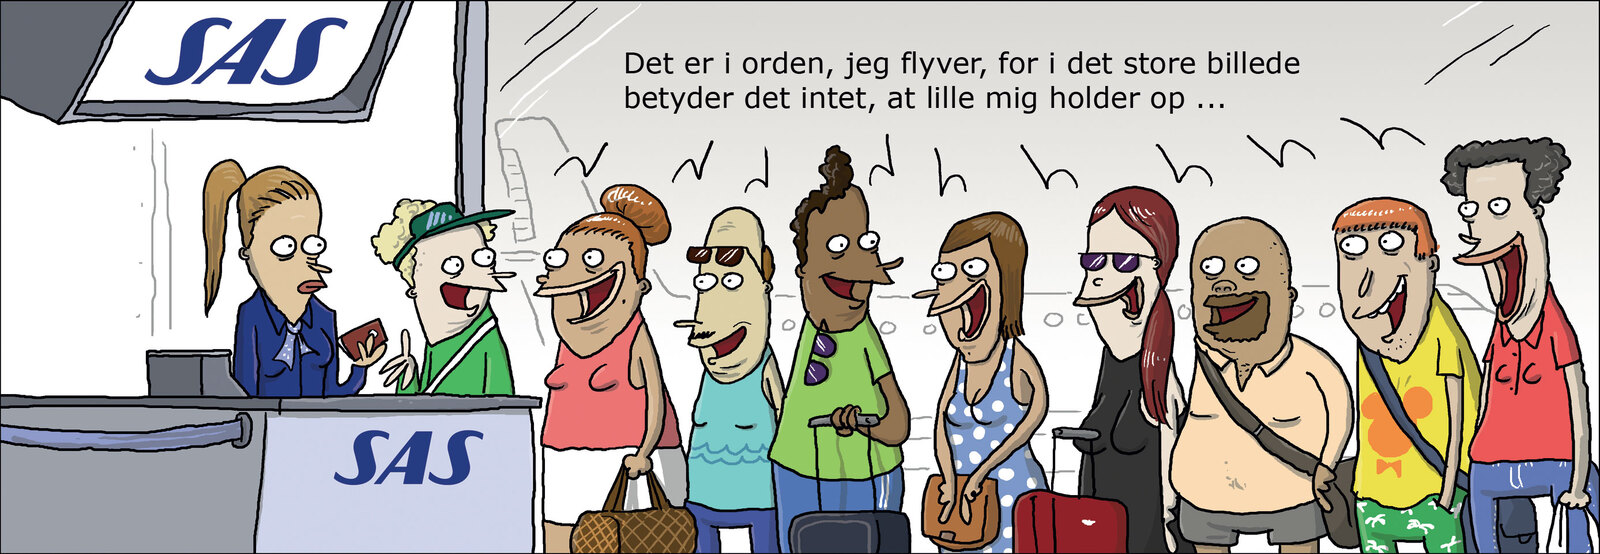 SAS
Det er i orden, jeg flyver, for i det store billede
betyder det intet, at lille mig holder op ...
SAS